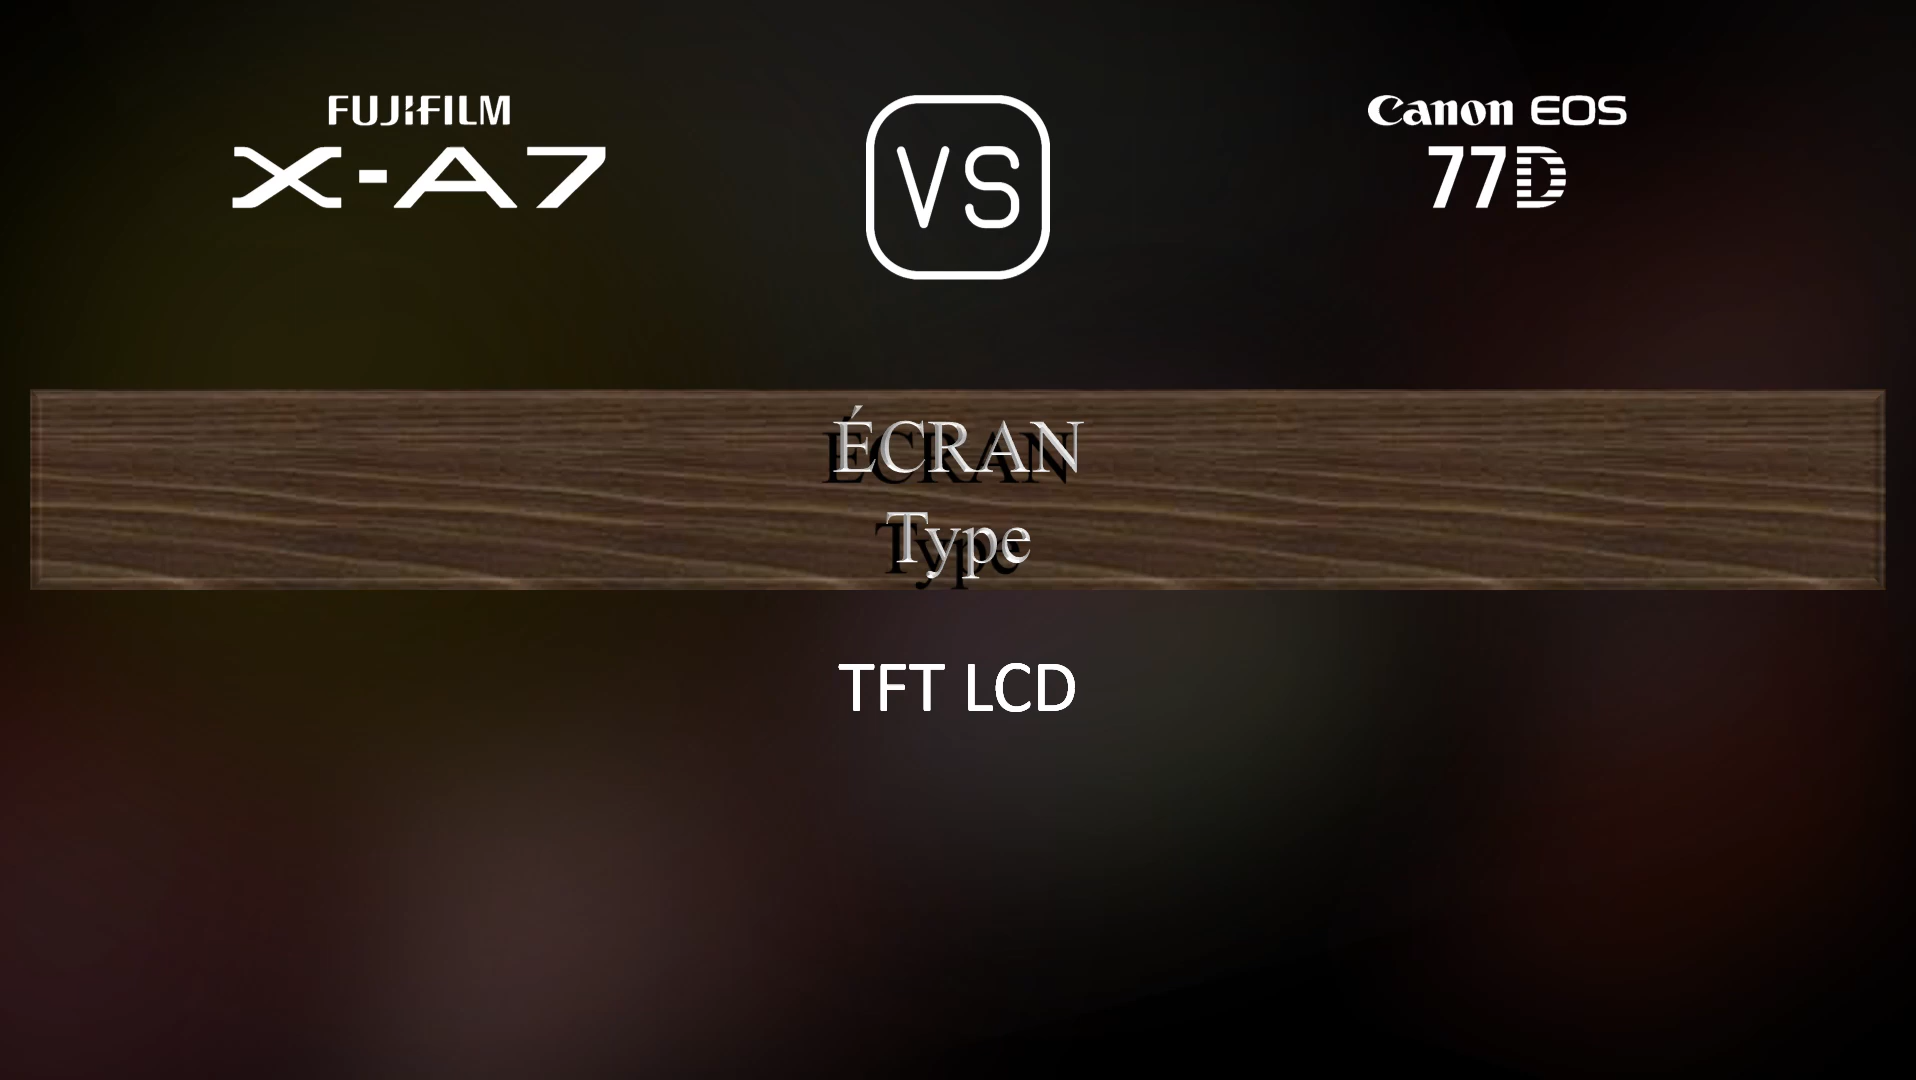 FUJIFILM
X-A7
VS
Canon EOS
77D
ÉCRAN
Type
TFT LCD